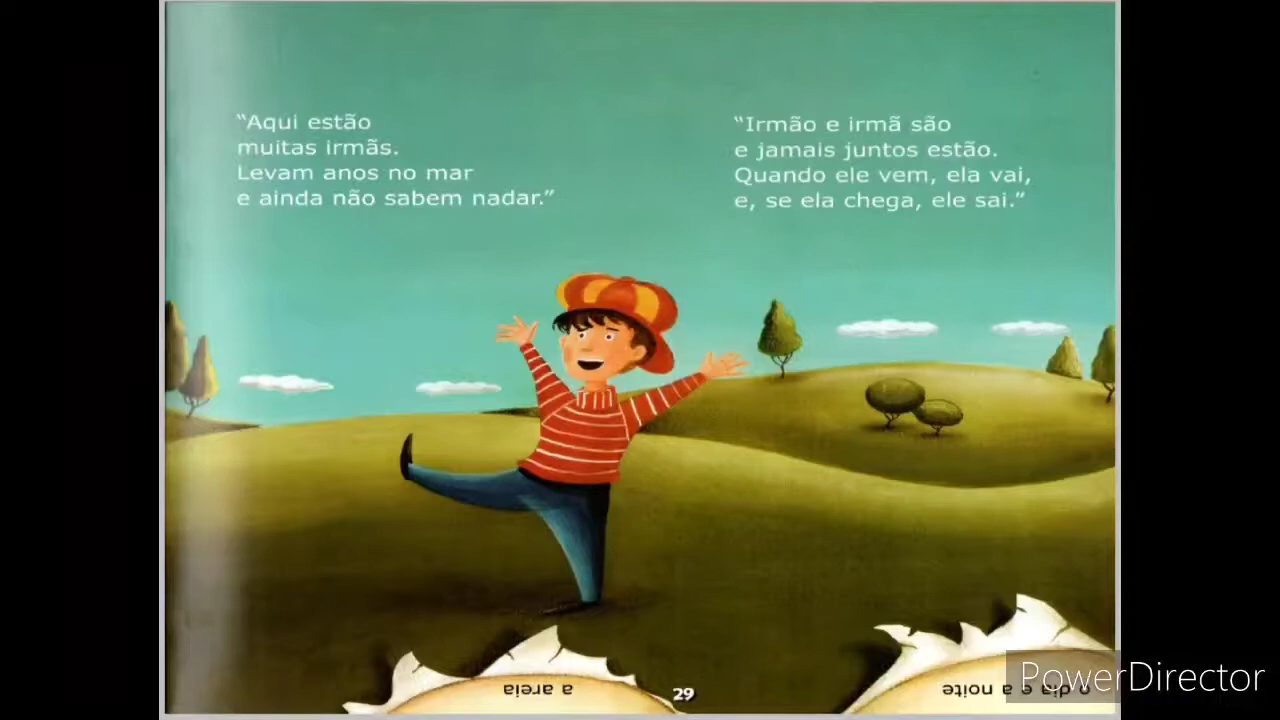 “Aqui estão
muitas irmãs.
Levam anos no mar
e ainda não sabem nadar.”
“Irmão e irmã são
e jamais juntos estão.
Quando ele vem, ela vai,
e, se ela chega, ele sai.”
a areia
29
o dia e a noite
PowerDirector